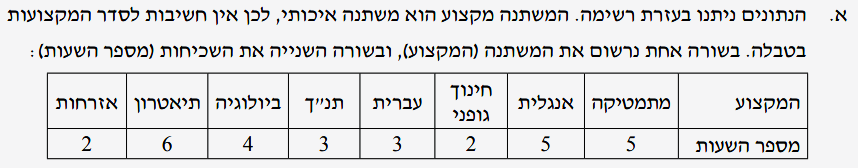 א. הנתונים ניתנו בעזרת רשימה. המשתנה מקצוע הוא משתנה איכותי, לכן אין חשיבות לסדר המקצועות
בטבלה. בשורה אחת נרשום את המשתנה (המקצוע), ובשורה השנייה את השכיחות (מספר השעות):
המקצוע מתמטיקה אנגלית חינוך גופני עברית תנ"ך ביולוגיה תיאטרון אזרחות
מספר השעות 5 5 2 3 3 4 6 2